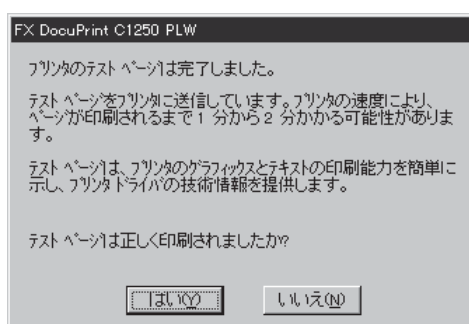 FX DocuPrint C1250 PLW
プリンタのテスト ページは完了しました。
テスト ページをプリンタに送信しています。プリンタの速度により、
ページが印刷されるまで 1 分から 2 分かかる可能性がありま
す。
テスト ページは、プリンタのグラフィックスとテキストの印刷能力を簡単に
示し、プリンタ ドライバの技術情報を提供します。
テスト ページは正しく印刷されましたか?
はい(Y)
いいえ(N)